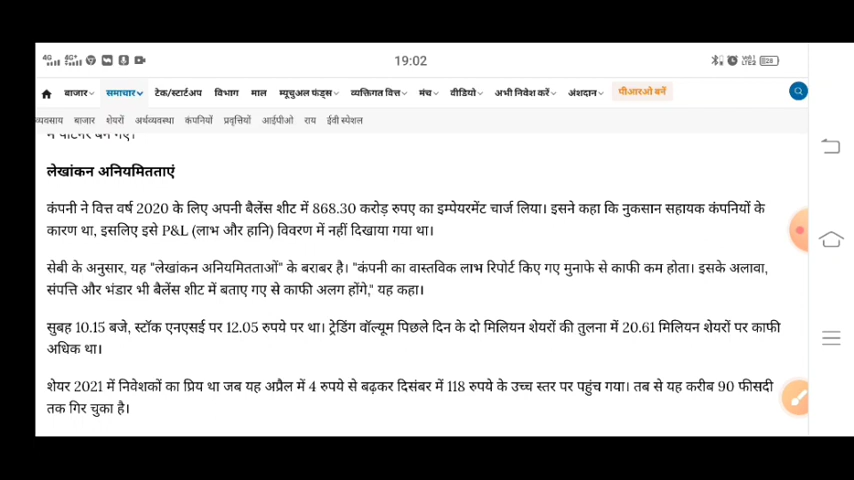 19:02
बाजार समाचार टेक/स्टार्टअप विभाग माल म्यूचुअल फंड्स व्यक्तिगत वित्त मंच वीडियो अभी निवेश करें अंशदान पीआरओ बनें
व्यवसाय बाजार शेयरों अर्थव्यवस्था कंपनियों प्रवृत्तियों आईपीओ राय ईवी स्पेशल
लेखांकन अनियमितताएं
कंपनी ने वित्त वर्ष 2020 के लिए अपनी बैलेंस शीट में 868.30 करोड़ रुपए का इम्पेयरमेंट चार्ज लिया। इसने कहा कि नुकसान सहायक कंपनियों के
कारण था, इसलिए इसे P&L (लाभ और हानि) विवरण में नहीं दिखाया गया था।
सेबी के अनुसार, यह "लेखांकन अनियमितताओं" के बराबर है। "कंपनी का वास्तविक लाभ रिपोर्ट किए गए मुनाफे से काफी कम होता। इसके अलावा,
संपत्ति और भंडार भी बैलेंस शीट में बताए गए से काफी अलग होंगे," यह कहा।
सुबह 10.15 बजे, स्टॉक एनएसई पर 12.05 रुपये पर था। ट्रेडिंग वॉल्यूम पिछले दिन के दो मिलियन शेयरों की तुलना में 20.61 मिलियन शेयरों पर काफी
अधिक था।
शेयर 2021 में निवेशकों का प्रिय था जब यह अप्रैल में 4 रुपये से बढ़कर दिसंबर में 118 रुपये के उच्च स्तर पर पहुंच गया। तब से यह करीब 90 फीसदी
तक गिर चुका है।